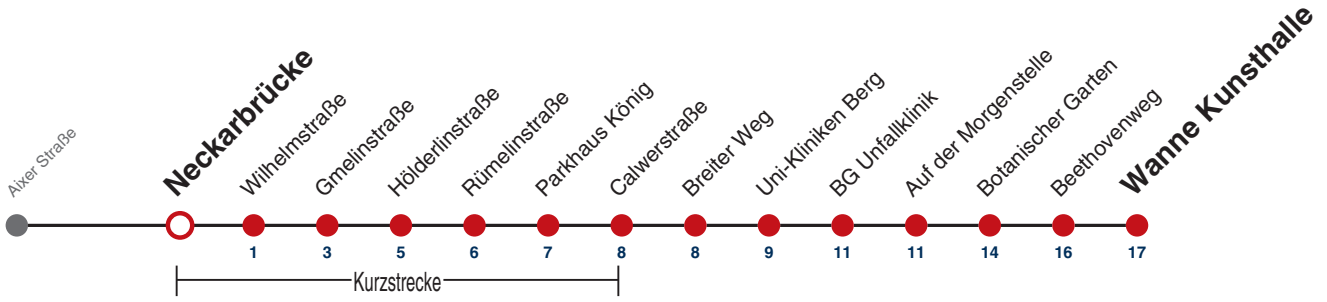 Aixer Straße
Neckarbrücke
Wilhelmstraße
Gmelinstraße
Hölderlinstraße
Rümelinstraße
Parkhaus König
Calwerstraße
Breiter Weg
Uni-Kliniken Berg
BG Unfallklinik
Auf der Morgenstelle
Botanischer Garten
Beethovenweg
Wanne Kunsthalle
1 3 5 6 7 8 8 9 11 11 14 16 17
Kurzstrecke